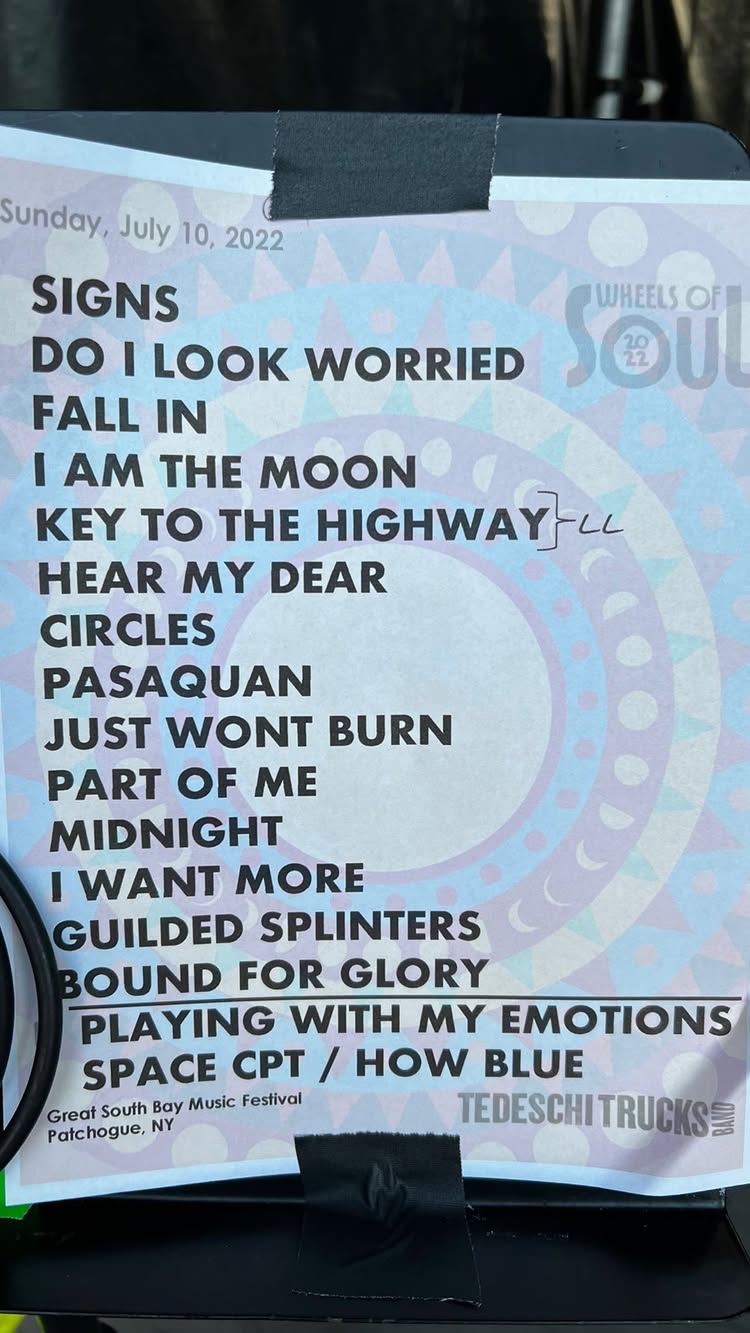 Sunday, July 10, 2022
WHEELS OF
SOUL
20
22
SIGNS
DO I LOOK WORRIED
FALL IN
I AM THE MOON
KEY TO THE HIGHWAY } LL
HEAR MY DEAR
CIRCLES
PASAQUAN
JUST WONT BURN
PART OF ME
MIDNIGHT
I WANT MORE
GUILDED SPLINTERS
BOUND FOR GLORY
PLAYING WITH MY EMOTIONS
SPACE CPT / HOW BLUE
Great South Bay Music Festival
Patchogue, NY
TEDESCHI TRUCKS BAND